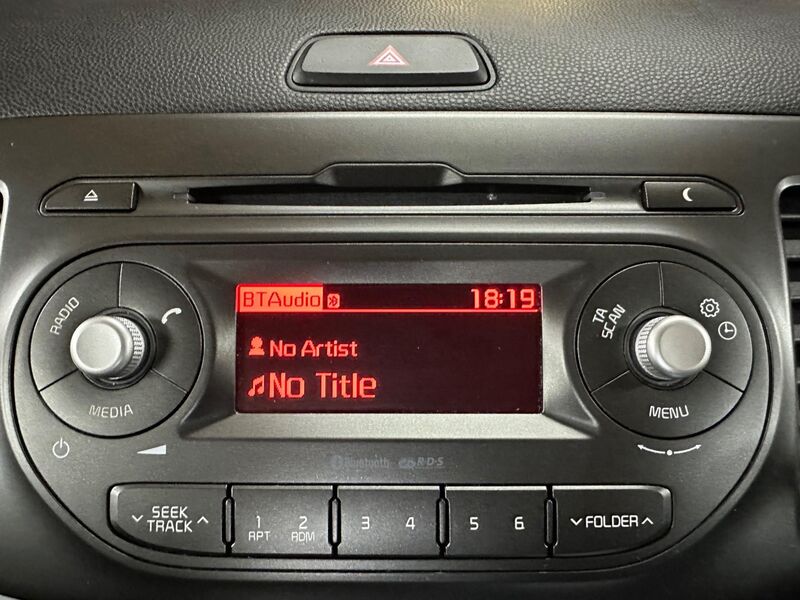 BTAudio 18:19
No Artist
No Title
RADIO
MEDIA
TA
SCAN
MENU
Bluetooth R·D·S
SEEK
TRACK
1 2
RPT RDM
3 4
5 6
FOLDER